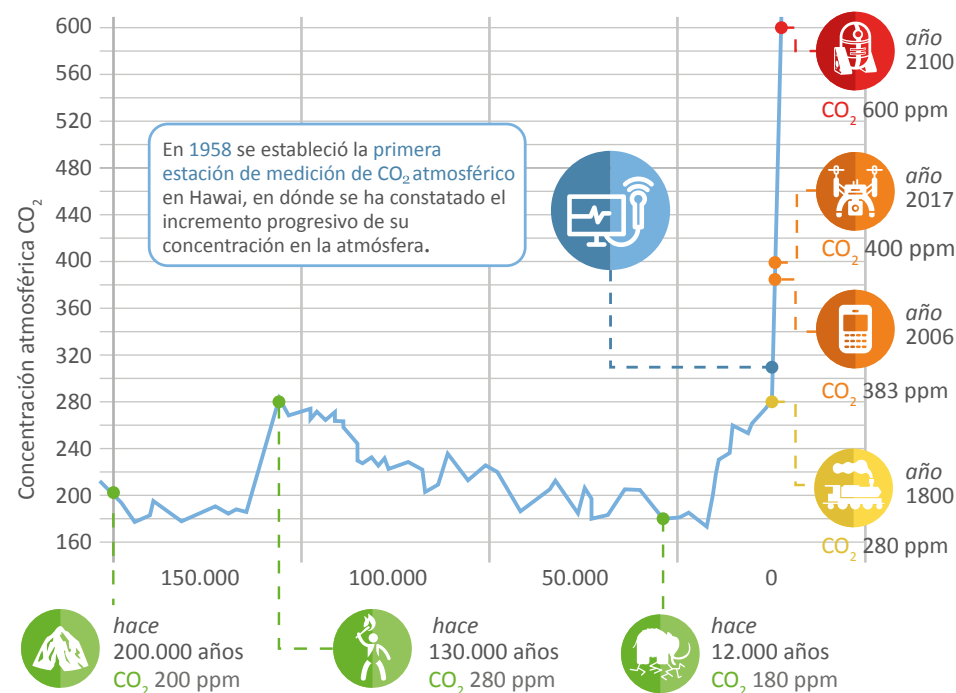 Concentración atmosférica CO₂
600
560
520
480
440
400
360
320
280
240
200
160
En 1958 se estableció la primera
estación de medición de CO₂ atmosférico
en Hawai, en dónde se ha constatado el
incremento progresivo de su
concentración en la atmósfera.
año
2100
CO₂ 600 ppm
año
2017
CO₂ 400 ppm
año
2006
CO₂ 383 ppm
año
1800
CO₂ 280 ppm
150.000
100.000
50.000
0
hace
200.000 años
CO₂ 200 ppm
hace
130.000 años
CO₂ 280 ppm
hace
12.000 años
CO₂ 180 ppm